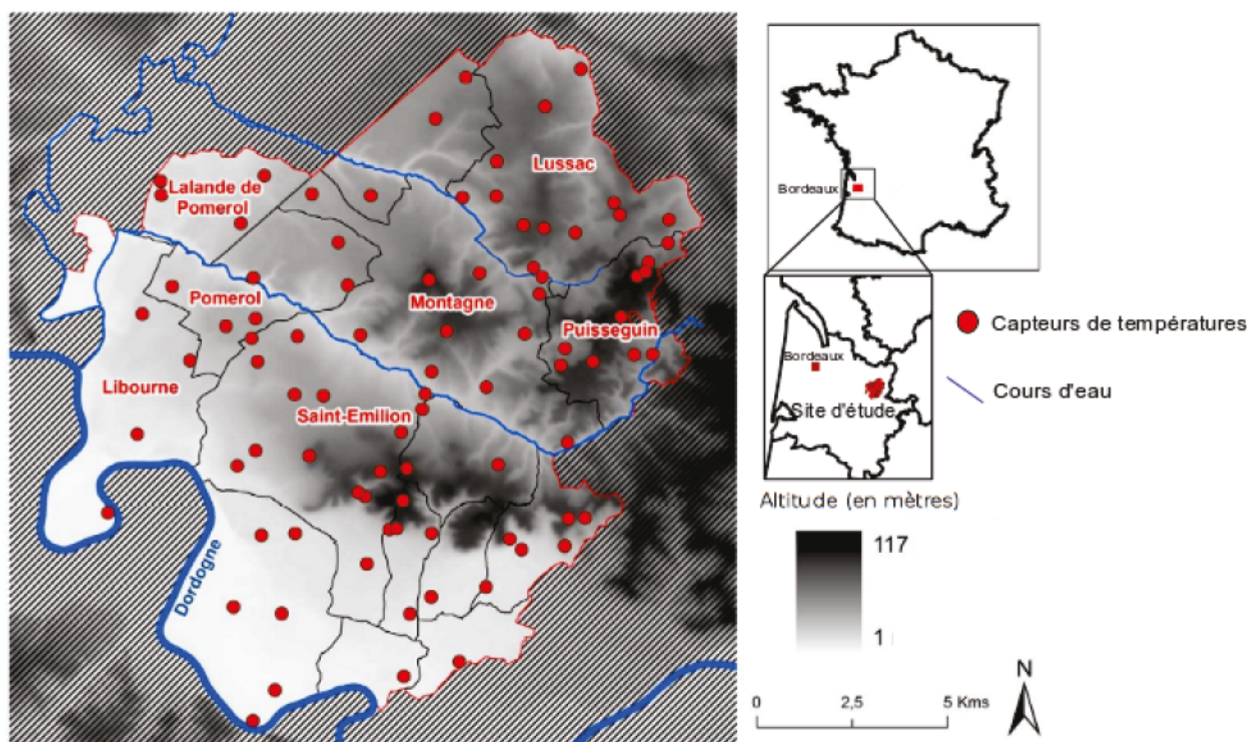 Lussac
Lalande de
Pomerol
Pomerol
Montagne
Puisseguin
Libourne
Saint-Emilion
Dordogne
Bordeaux
Bordeaux
Site d'étude
Capteurs de températures
Cours d'eau
Altitude (en mètres)
117
1
N
0 2,5 5 Kms